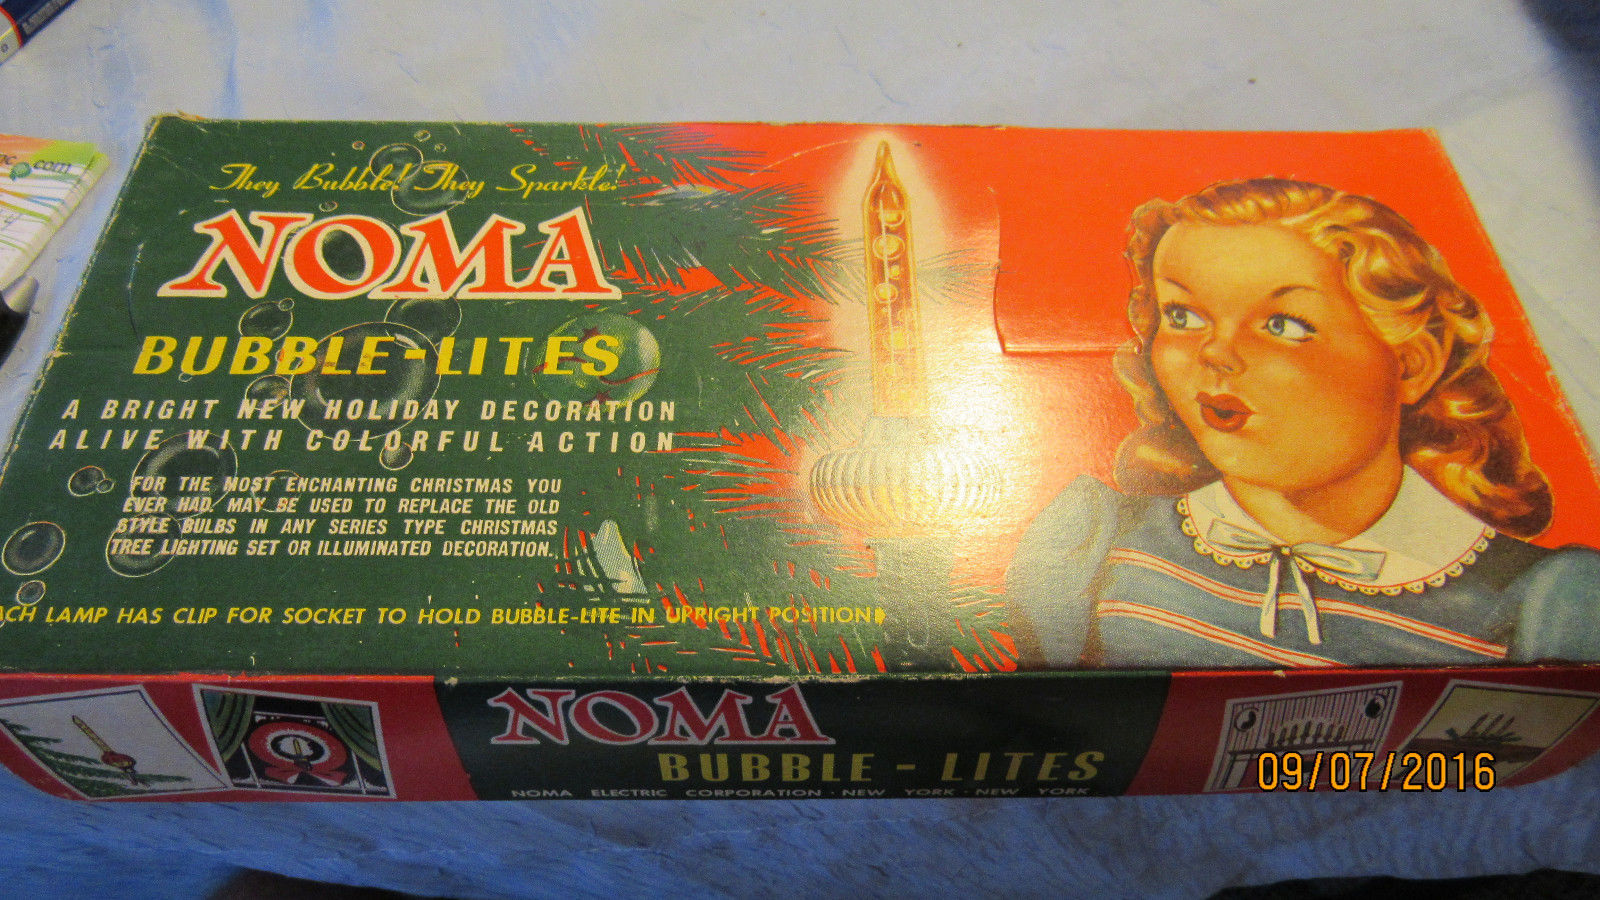 They Bubble! They Sparkle!
NOMA
BUBBLE-LITES
A BRIGHT NEW HOLIDAY DECORATION
ALIVE WITH COLORFUL ACTION
FOR THE MOST ENCHANTING CHRISTMAS YOU
EVER HAD. MAY BE USED TO REPLACE THE OLD
STYLE BULBS IN ANY SERIES TYPE CHRISTMAS
TREE LIGHTING SET OR ILLUMINATED DECORATION.
ACH LAMP HAS CLIP FOR SOCKET TO HOLD BUBBLE-LITE IN UPRIGHT POSITION
NOMA
BUBBLE-LITES
NOMA ELECTRIC CORPORATION · NEW YORK · NEW YORK
com
09/07/2016